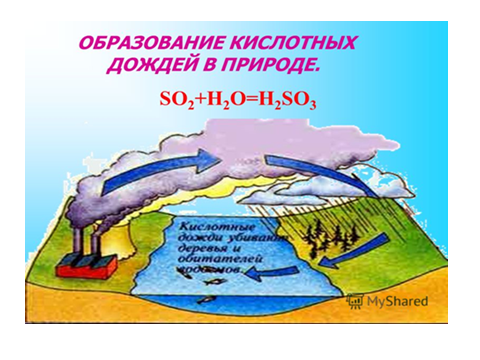 ОБРАЗОВАНИЕ КИСЛОТНЫХ
ДОЖДЕЙ В ПРИРОДЕ.
SO₂+H₂O=H₂SO₃
Кислотные
дожди убивают
деревья и
обитателей
водоемов.
MyShared